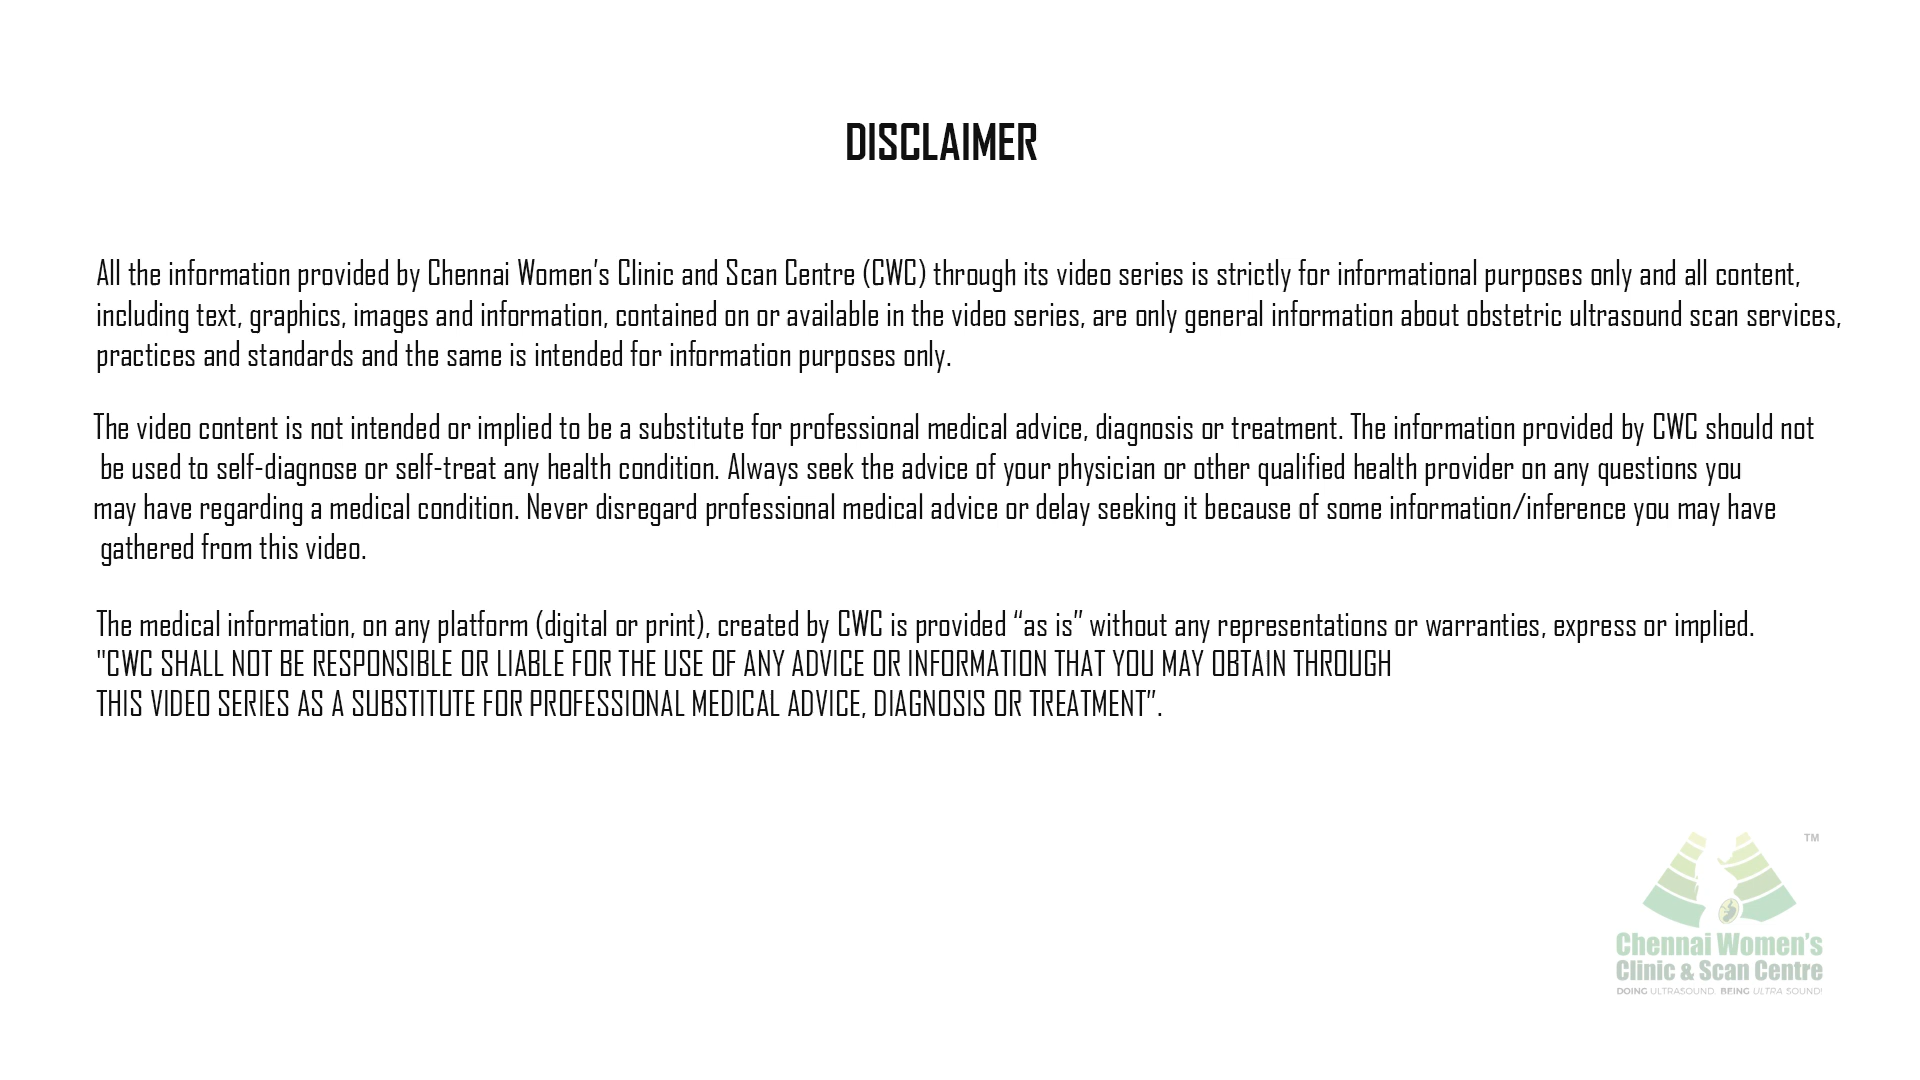 DISCLAIMER
All the information provided by Chennai Women’s Clinic and Scan Centre (CWC) through its video series is strictly for informational purposes only and all content,
including text, graphics, images and information, contained on or available in the video series, are only general information about obstetric ultrasound scan services,
practices and standards and the same is intended for information purposes only.
The video content is not intended or implied to be a substitute for professional medical advice, diagnosis or treatment. The information provided by CWC should not
be used to self-diagnose or self-treat any health condition. Always seek the advice of your physician or other qualified health provider on any questions you
may have regarding a medical condition. Never disregard professional medical advice or delay seeking it because of some information/inference you may have
gathered from this video.
The medical information, on any platform (digital or print), created by CWC is provided “as is” without any representations or warranties, express or implied.
"CWC SHALL NOT BE RESPONSIBLE OR LIABLE FOR THE USE OF ANY ADVICE OR INFORMATION THAT YOU MAY OBTAIN THROUGH
THIS VIDEO SERIES AS A SUBSTITUTE FOR PROFESSIONAL MEDICAL ADVICE, DIAGNOSIS OR TREATMENT”.
TM
Chennai Women's
Clinic & Scan Centre
DOING ULTRASOUND. BEING ULTRA SOUND!